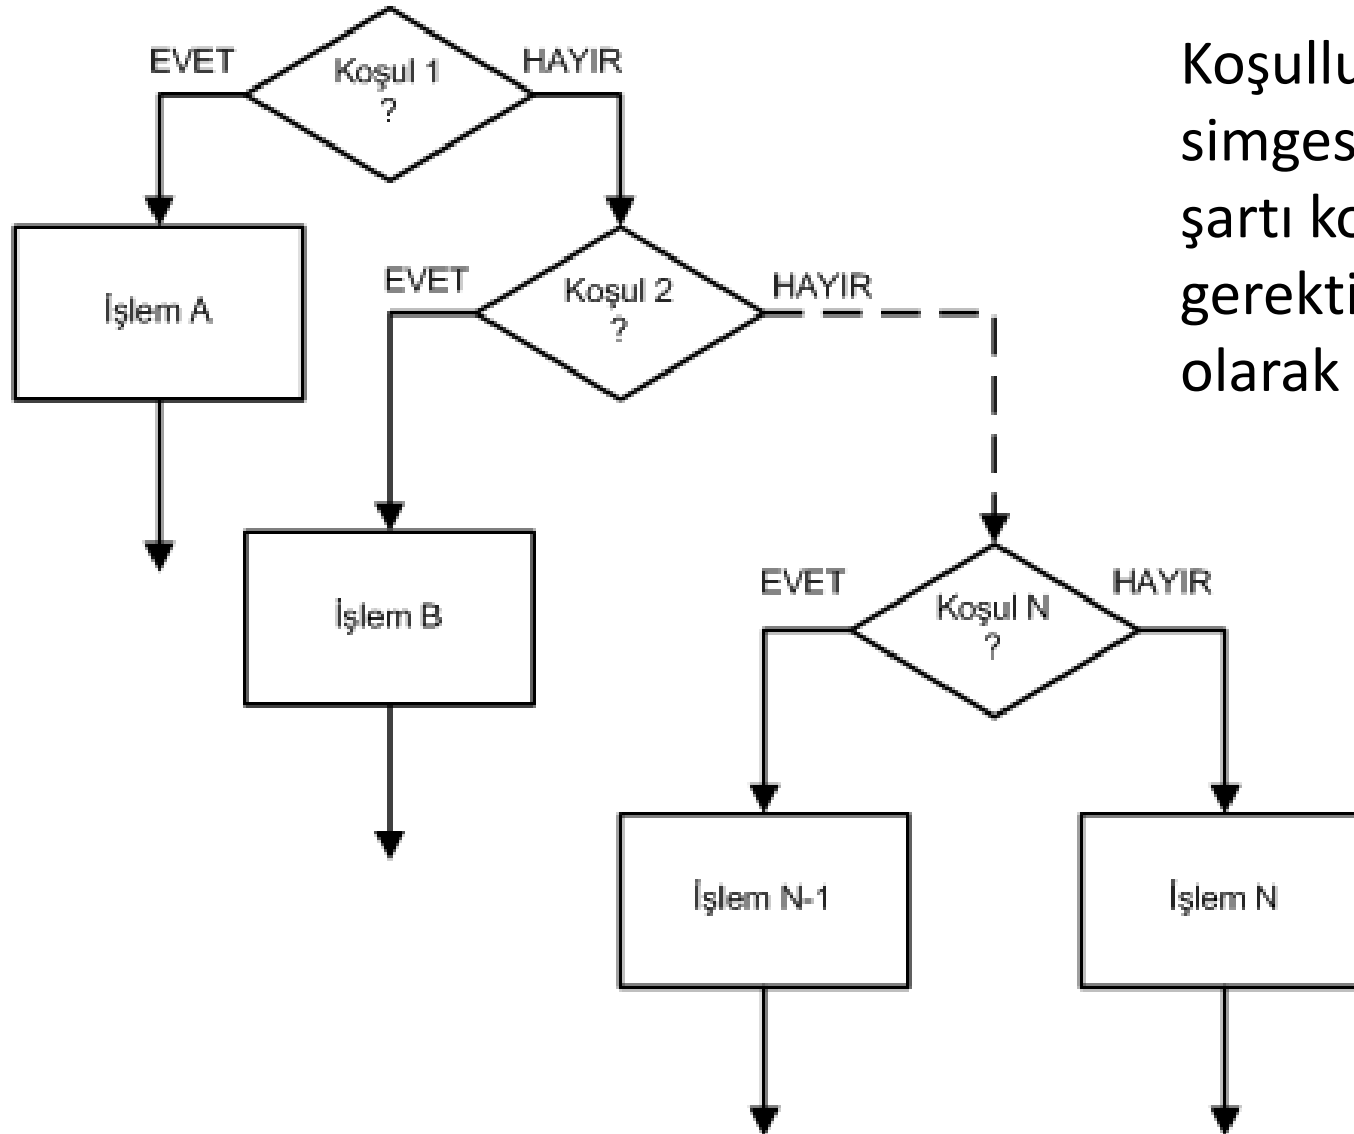 EVET
Koşul 1
?
HAYIR
İşlem A
EVET
Koşul 2
?
HAYIR
İşlem B
EVET
Koşul N
?
HAYIR
İşlem N-1
İşlem N
Koşullu
simges
şartı ko
gerekti
olarak